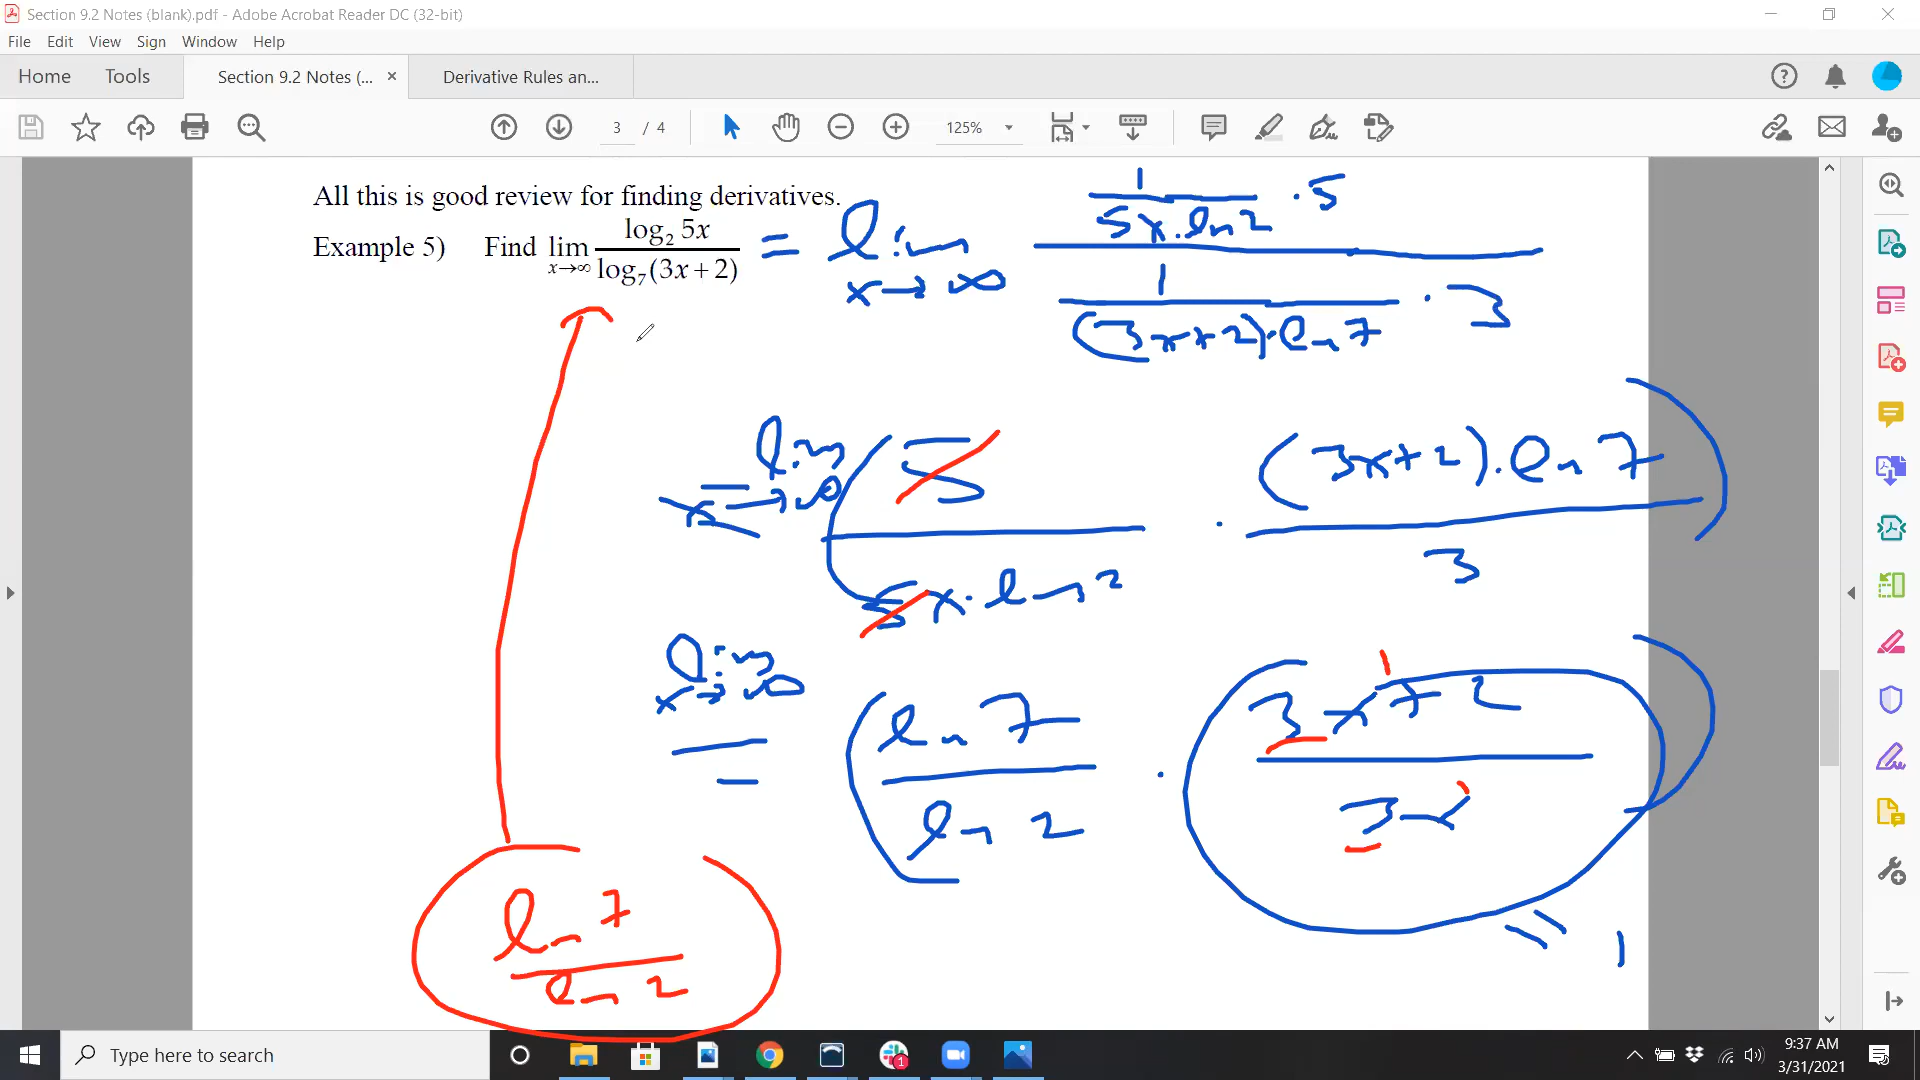 Section 9.2 Notes (blank).pdf - Adobe Acrobat Reader DC (32-bit)
File Edit View Sign Window Help
Home Tools Section 9.2 Notes (... × Derivative Rules an...
3 / 4 125%
All this is good review for finding derivatives.
Example 5) Find lim x→∞ log₂ 5x / log₇(3x+2) = lim x→∞ (1/(5x·ln2) ·5) / (1/((3x+2)·ln7) ·3)
= lim x→∞ (5/(5x·ln2) · ((3x+2)·ln7)/3)
= lim x→∞ (ln7/ln2 · (3x+2)/3x)
= 1
ln7/ln2
Type here to search
1
9:37 AM
3/31/2021